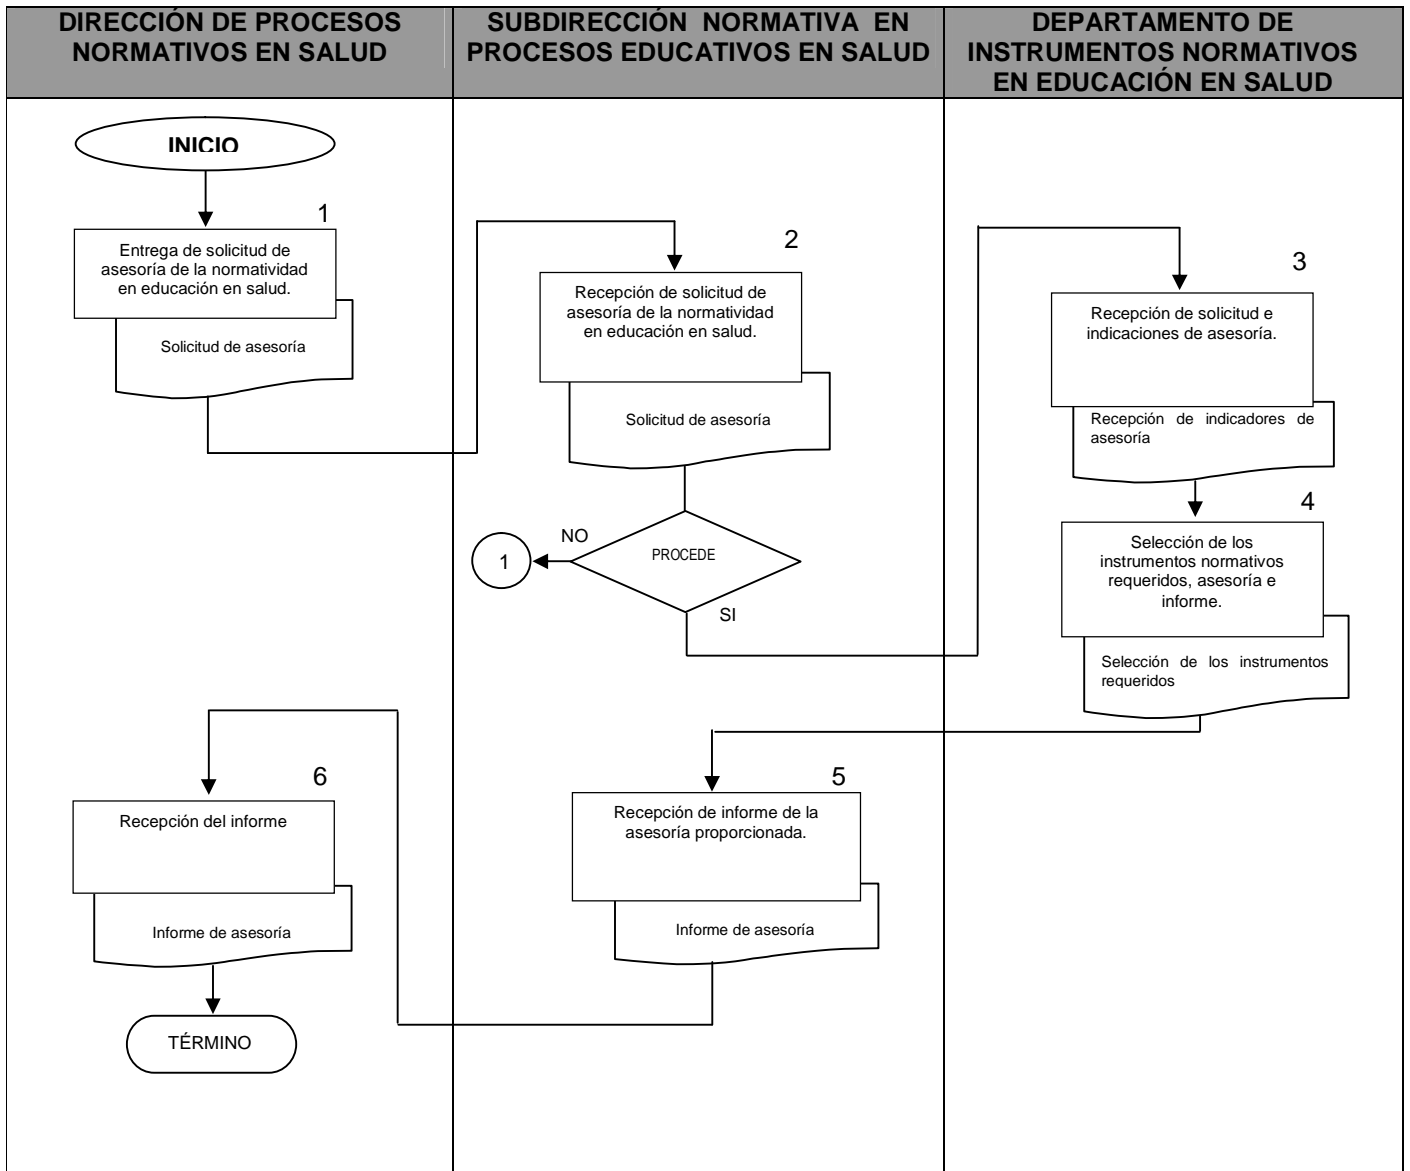 DIRECCIÓN DE PROCESOS
NORMATIVOS EN SALUD
SUBDIRECCIÓN NORMATIVA EN
PROCESOS EDUCATIVOS EN SALUD
DEPARTAMENTO DE
INSTRUMENTOS NORMATIVOS
EN EDUCACIÓN EN SALUD
INICIO
1
Entrega de solicitud de
asesoría de la normatividad
en educación en salud.
Solicitud de asesoría
2
Recepción de solicitud de
asesoría de la normatividad
en educación en salud.
Solicitud de asesoría
PROCEDE
NO
1
SI
3
Recepción de solicitud e
indicaciones de asesoría.
Recepción de indicadores de
asesoría
4
Selección de los
instrumentos normativos
requeridos, asesoría e
informe.
Selección de los instrumentos
requeridos
5
Recepción de informe de la
asesoría proporcionada.
Informe de asesoría
6
Recepción del informe
Informe de asesoría
TÉRMINO